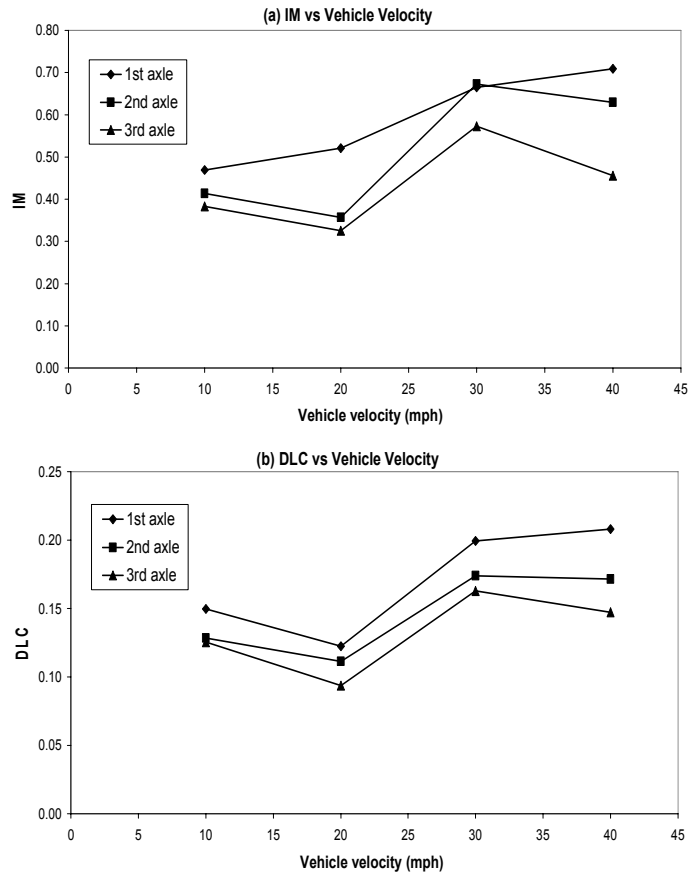 (a) IM vs Vehicle Velocity
0.80
0.70
0.60
0.50
0.40
0.30
0.20
0.10
0.00
IM
1st axle
2nd axle
3rd axle
0 5 10 15 20 25 30 35 40 45
Vehicle velocity (mph)
(b) DLC vs Vehicle Velocity
0.25
0.20
0.15
0.10
0.05
0.00
DLC
1st axle
2nd axle
3rd axle
0 5 10 15 20 25 30 35 40 45
Vehicle velocity (mph)